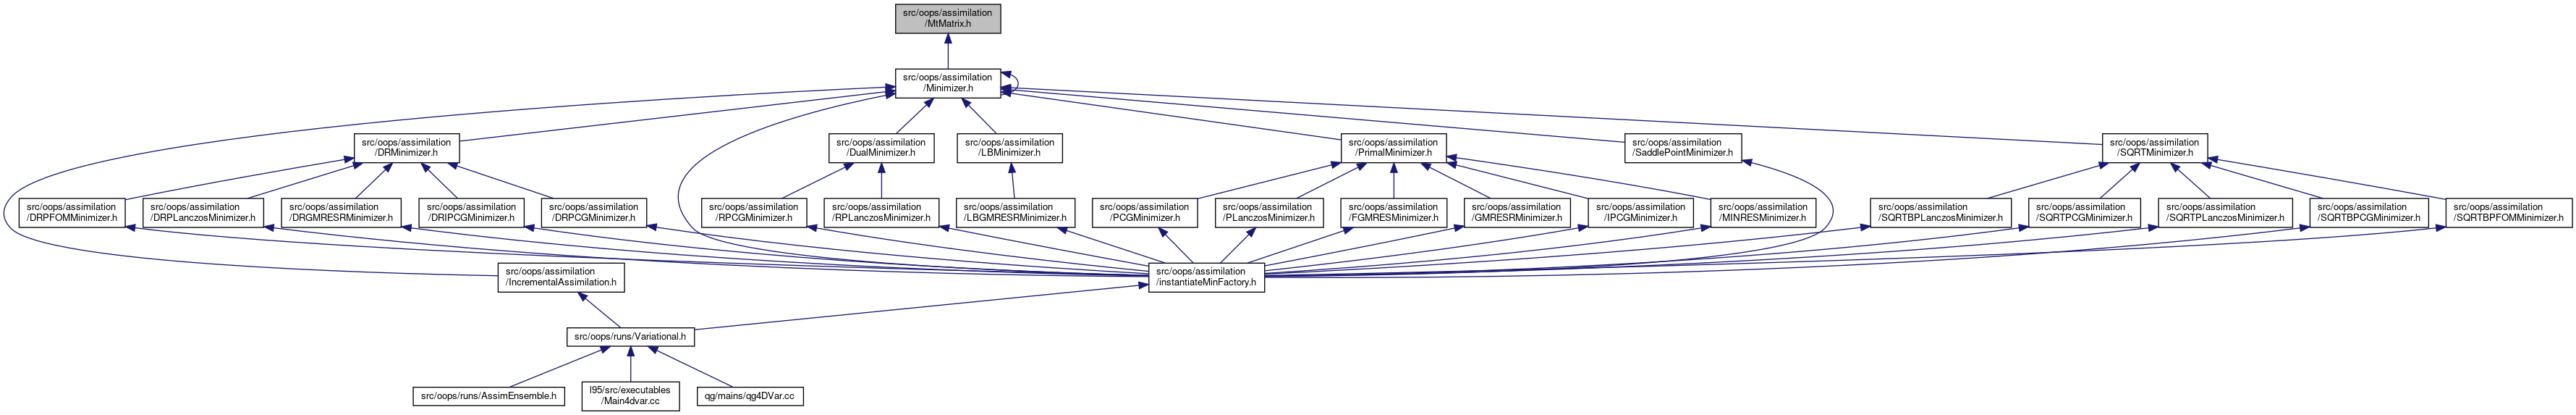 src/oops/assimilation
/MtMatrix.h
src/oops/assimilation
/Minimizer.h
src/oops/assimilation
/DRMinimizer.h
src/oops/assimilation
/DualMinimizer.h
src/oops/assimilation
/LBMinimizer.h
src/oops/assimilation
/PrimalMinimizer.h
src/oops/assimilation
/SaddlePointMinimizer.h
src/oops/assimilation
/SQRTMinimizer.h
src/oops/assimilation
/DRPFOMMinimizer.h
src/oops/assimilation
/DRPLanczosMinimizer.h
src/oops/assimilation
/DRGMRESRMinimizer.h
src/oops/assimilation
/DRIPCGMinimizer.h
src/oops/assimilation
/DRPCGMinimizer.h
src/oops/assimilation
/RPCGMinimizer.h
src/oops/assimilation
/RPLanczosMinimizer.h
src/oops/assimilation
/LBGMRESRMinimizer.h
src/oops/assimilation
/PCGMinimizer.h
src/oops/assimilation
/PLanczosMinimizer.h
src/oops/assimilation
/FGMRESMinimizer.h
src/oops/assimilation
/GMRESRMinimizer.h
src/oops/assimilation
/IPCGMinimizer.h
src/oops/assimilation
/MINRESMinimizer.h
src/oops/assimilation
/SQRTBPLanczosMinimizer.h
src/oops/assimilation
/SQRTPCGMinimizer.h
src/oops/assimilation
/SQRTPLanczosMinimizer.h
src/oops/assimilation
/SQRTBPCGMinimizer.h
src/oops/assimilation
/SQRTBPFOMMinimizer.h
src/oops/assimilation
/IncrementalAssimilation.h
src/oops/assimilation
/instantiateMinFactory.h
src/oops/runs/Variational.h
src/oops/runs/AssimEnsemble.h
l95/src/executables
/Main4dvar.cc
qg/mains/qg4DVar.cc